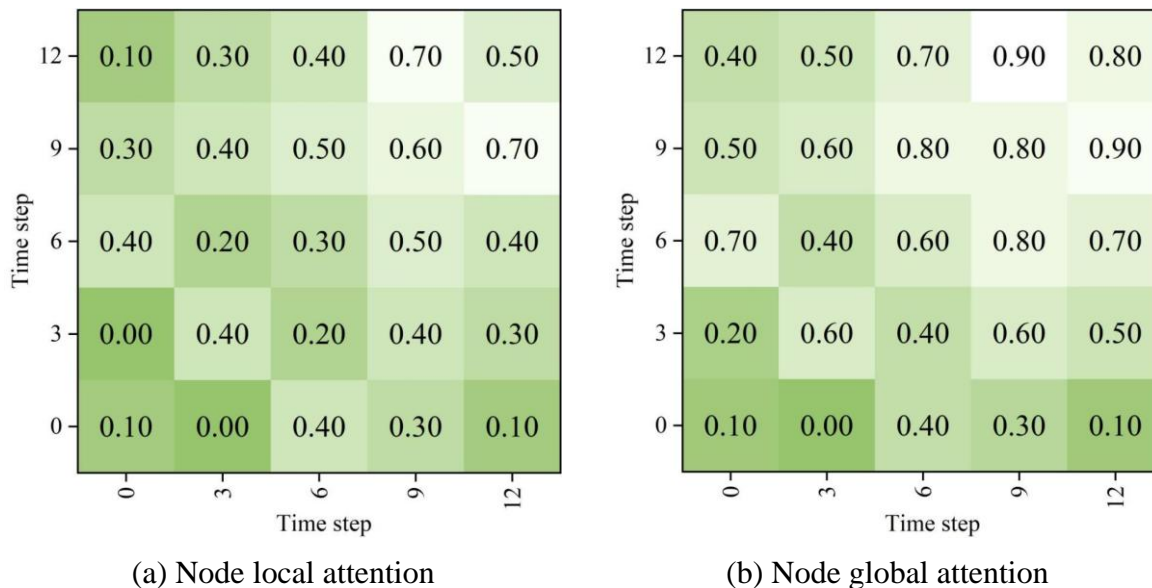 12 0.10 0.30 0.40 0.70 0.50
9 0.30 0.40 0.50 0.60 0.70
6 0.40 0.20 0.30 0.50 0.40
3 0.00 0.40 0.20 0.40 0.30
0 0.10 0.00 0.40 0.30 0.10
Time step
0 3 6 9 12
Time step
(a) Node local attention
12 0.40 0.50 0.70 0.90 0.80
9 0.50 0.60 0.80 0.80 0.90
6 0.70 0.40 0.60 0.80 0.70
3 0.20 0.60 0.40 0.60 0.50
0 0.10 0.00 0.40 0.30 0.10
Time step
0 3 6 9 12
Time step
(b) Node global attention